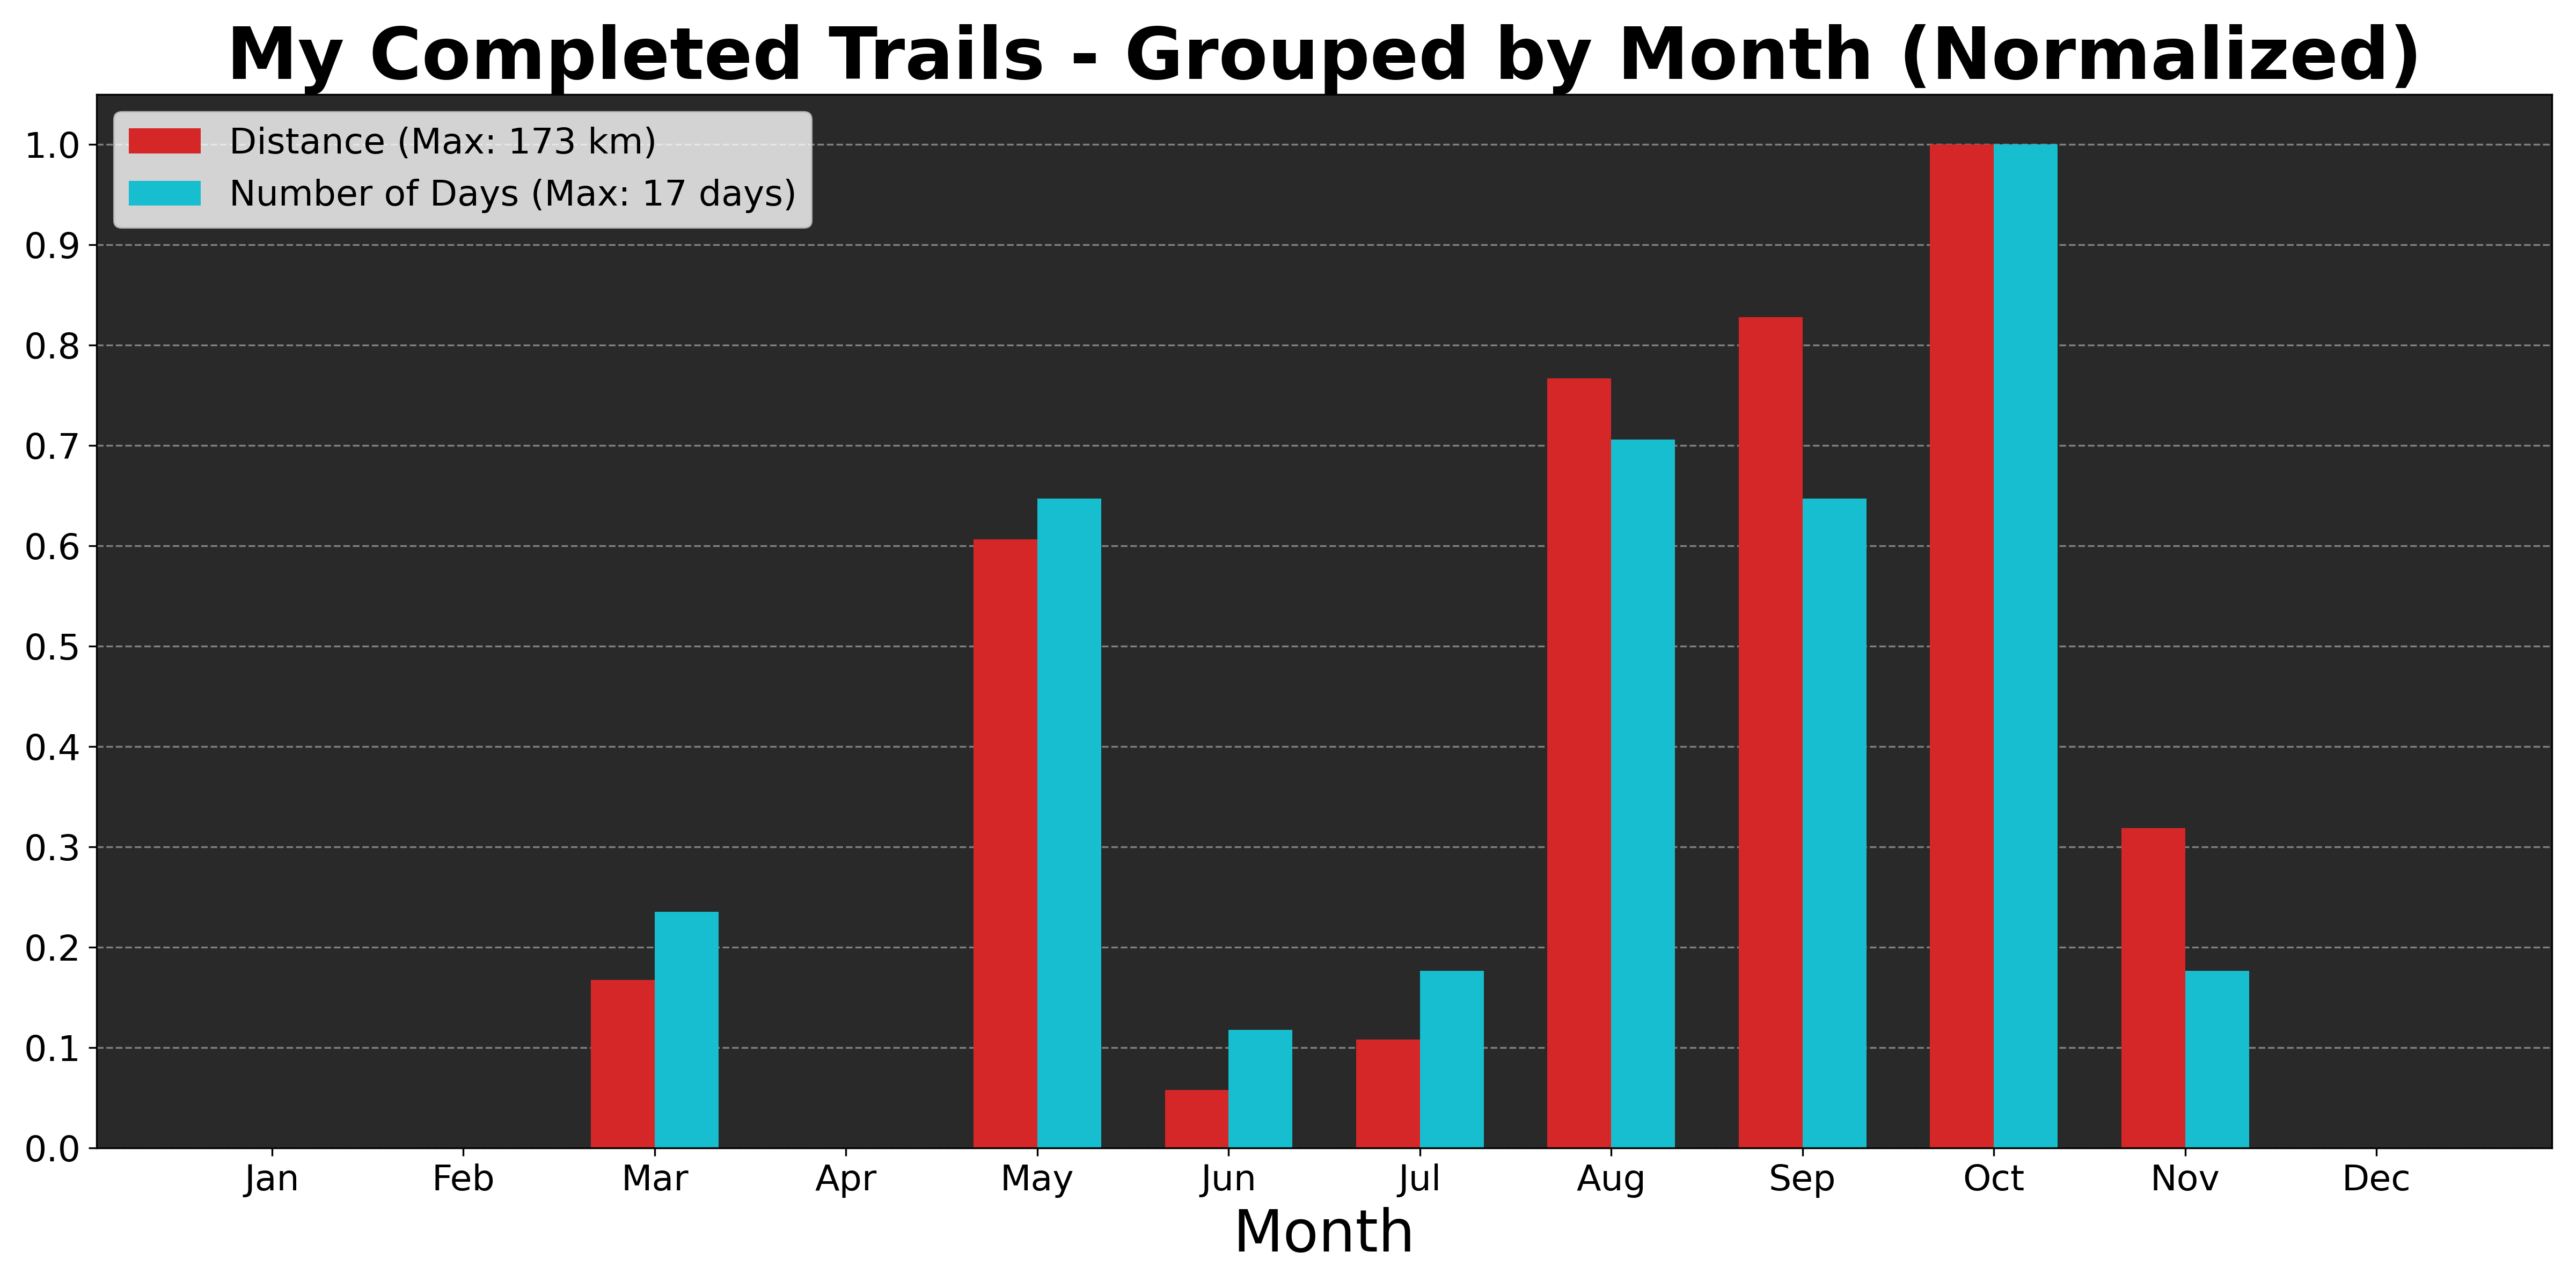 My Completed Trails - Grouped by Month (Normalized)
Distance (Max: 173 km)
Number of Days (Max: 17 days)
1.0
0.9
0.8
0.7
0.6
0.5
0.4
0.3
0.2
0.1
0.0
Jan Feb Mar Apr May Jun Jul Aug Sep Oct Nov Dec
Month